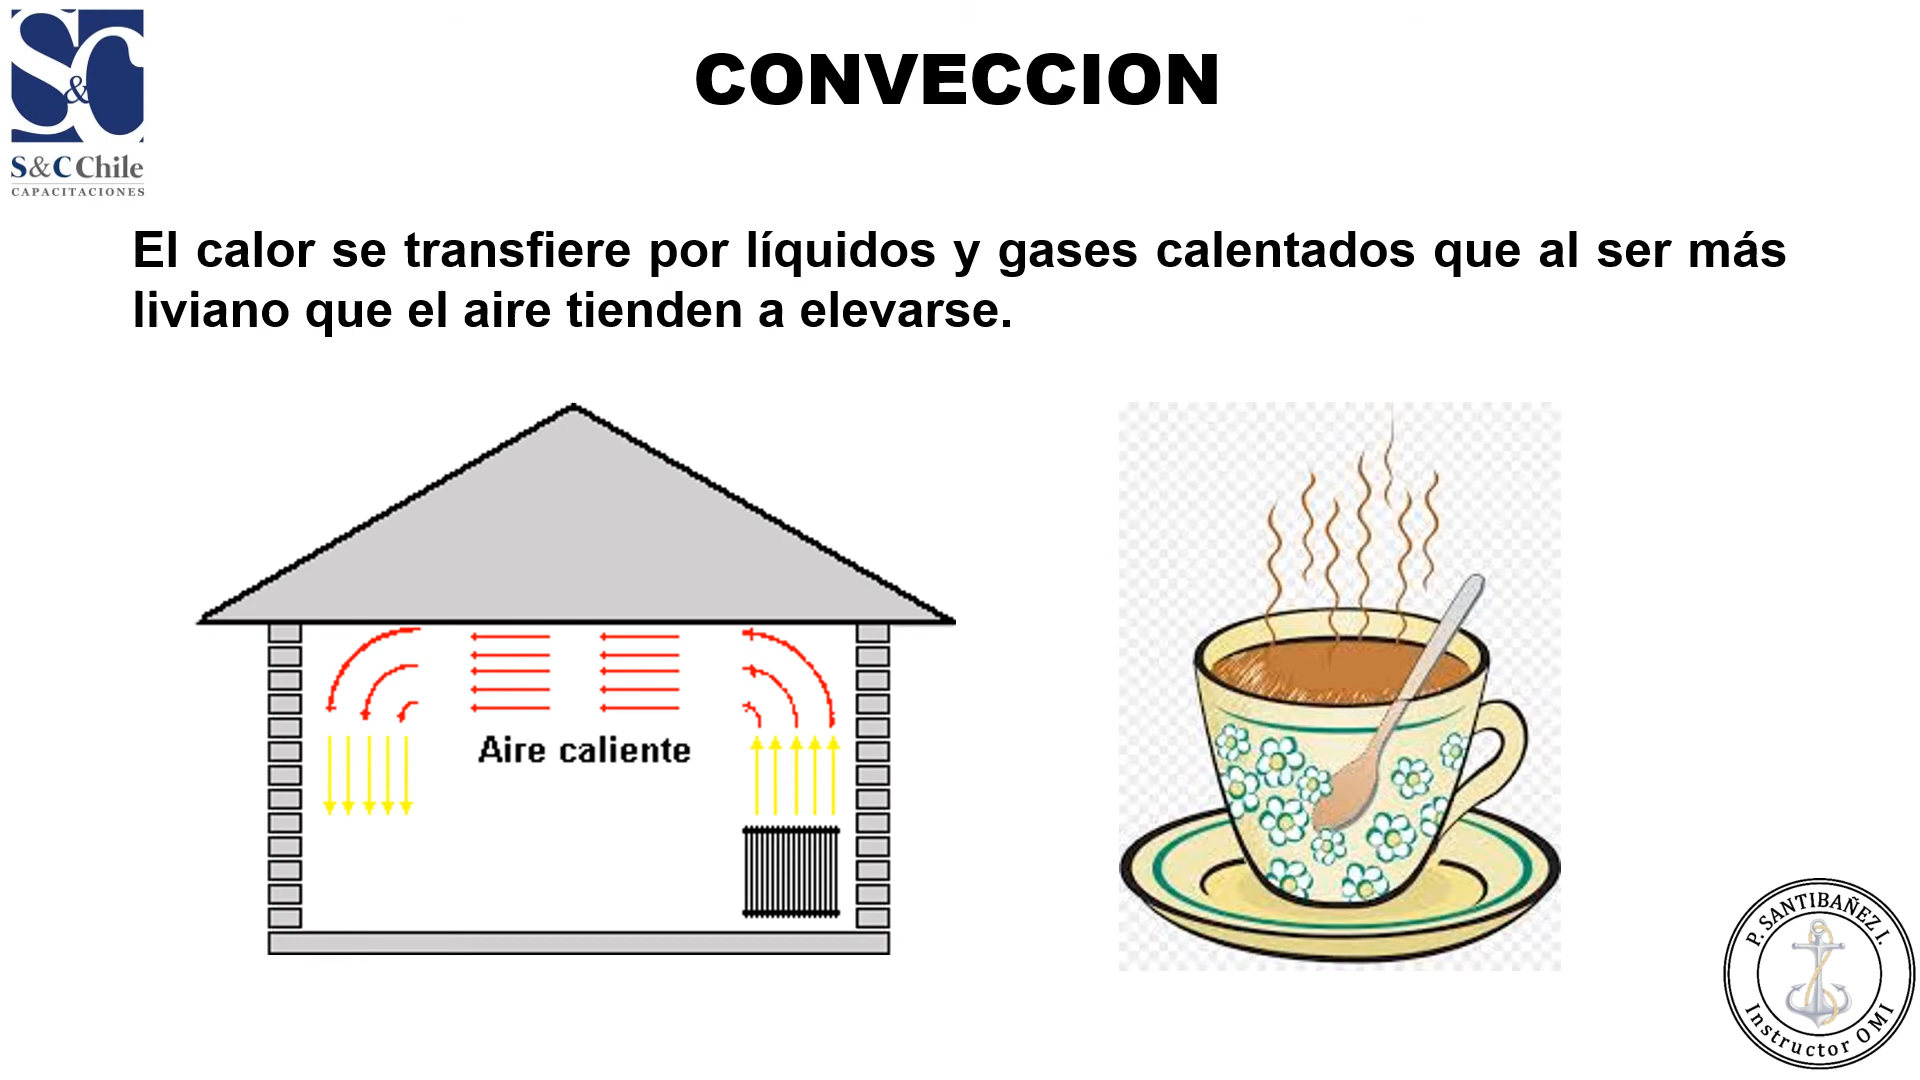 S&C
CONVECCION
S&C Chile
CAPACITACIONES
El calor se transfiere por líquidos y gases calentados que al ser más
liviano que el aire tienden a elevarse.
Aire caliente
P. SANTIBAÑEZ I.
Instructor OMI